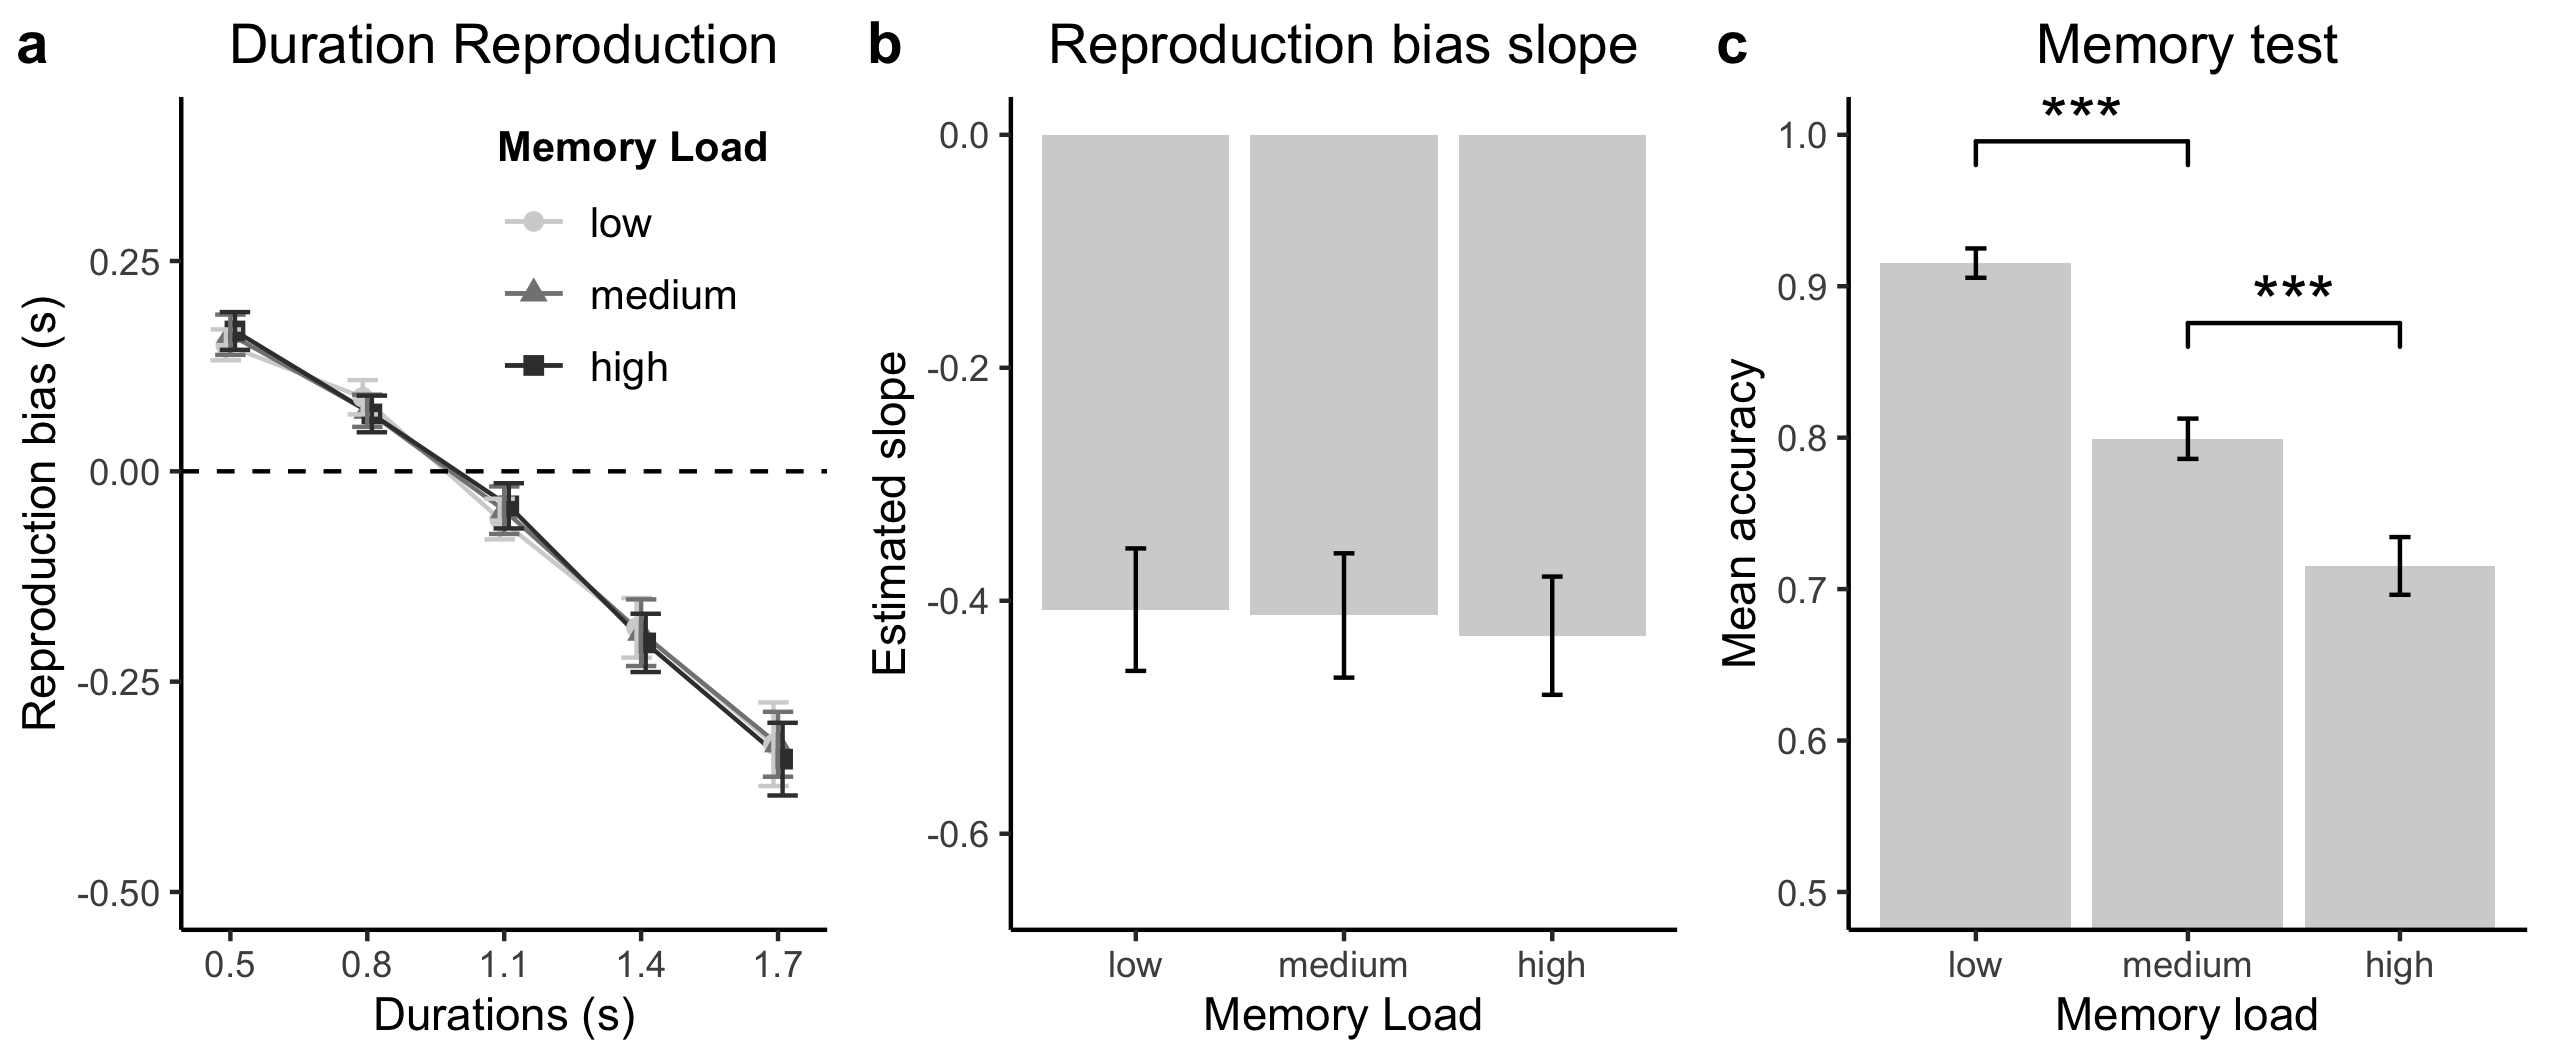 a Duration Reproduction
Reproduction bias (s)
0.25
0.00
-0.25
-0.50
Memory Load
low
medium
high
0.5 0.8 1.1 1.4 1.7
Durations (s)
b Reproduction bias slope
Estimated slope
0.0
-0.2
-0.4
-0.6
low medium high
Memory Load
c Memory test
Mean accuracy
1.0
0.9
0.8
0.7
0.6
0.5
***
***
low medium high
Memory load